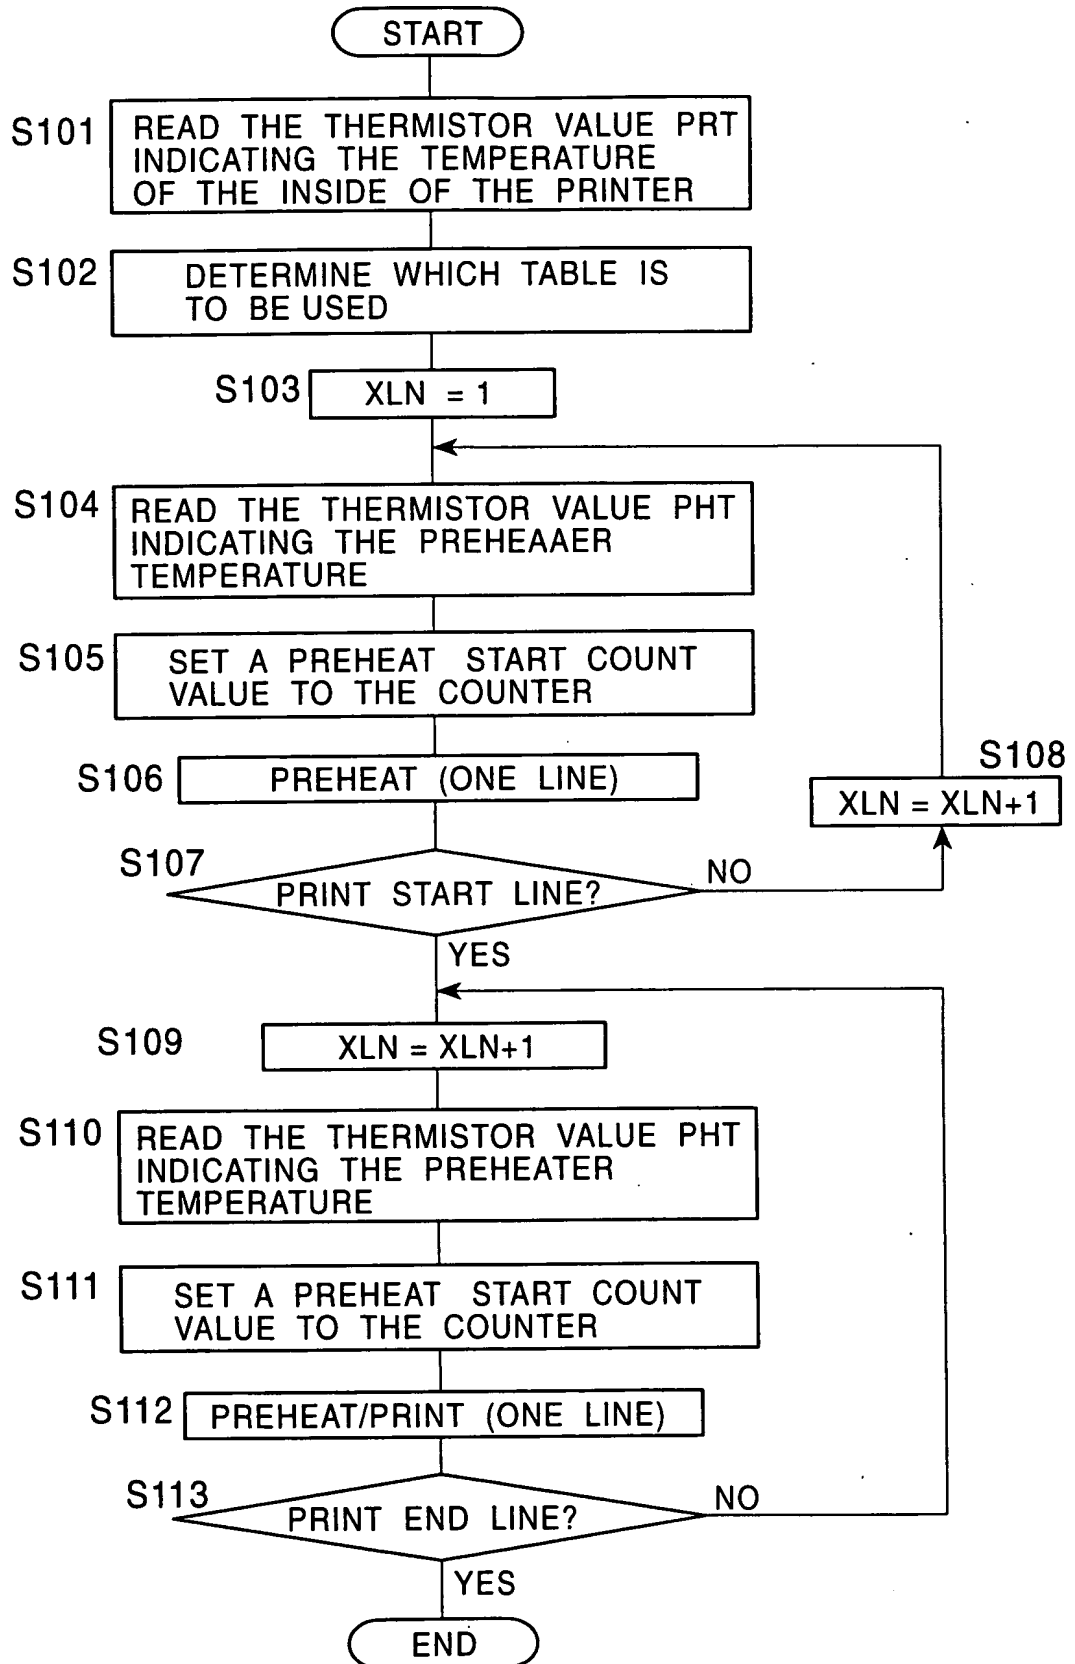 START
S101
READ THE THERMISTOR VALUE PRT
INDICATING THE TEMPERATURE
OF THE INSIDE OF THE PRINTER
S102
DETERMINE WHICH TABLE IS
TO BE USED
S103
XLN = 1
S104
READ THE THERMISTOR VALUE PHT
INDICATING THE PREHEAAER
TEMPERATURE
S105
SET A PREHEAT START COUNT
VALUE TO THE COUNTER
S106
PREHEAT (ONE LINE)
S108
XLN = XLN+1
S107
PRINT START LINE?
NO
YES
S109
XLN = XLN+1
S110
READ THE THERMISTOR VALUE PHT
INDICATING THE PREHEATER
TEMPERATURE
S111
SET A PREHEAT START COUNT
VALUE TO THE COUNTER
S112
PREHEAT/PRINT (ONE LINE)
S113
PRINT END LINE?
NO
YES
END